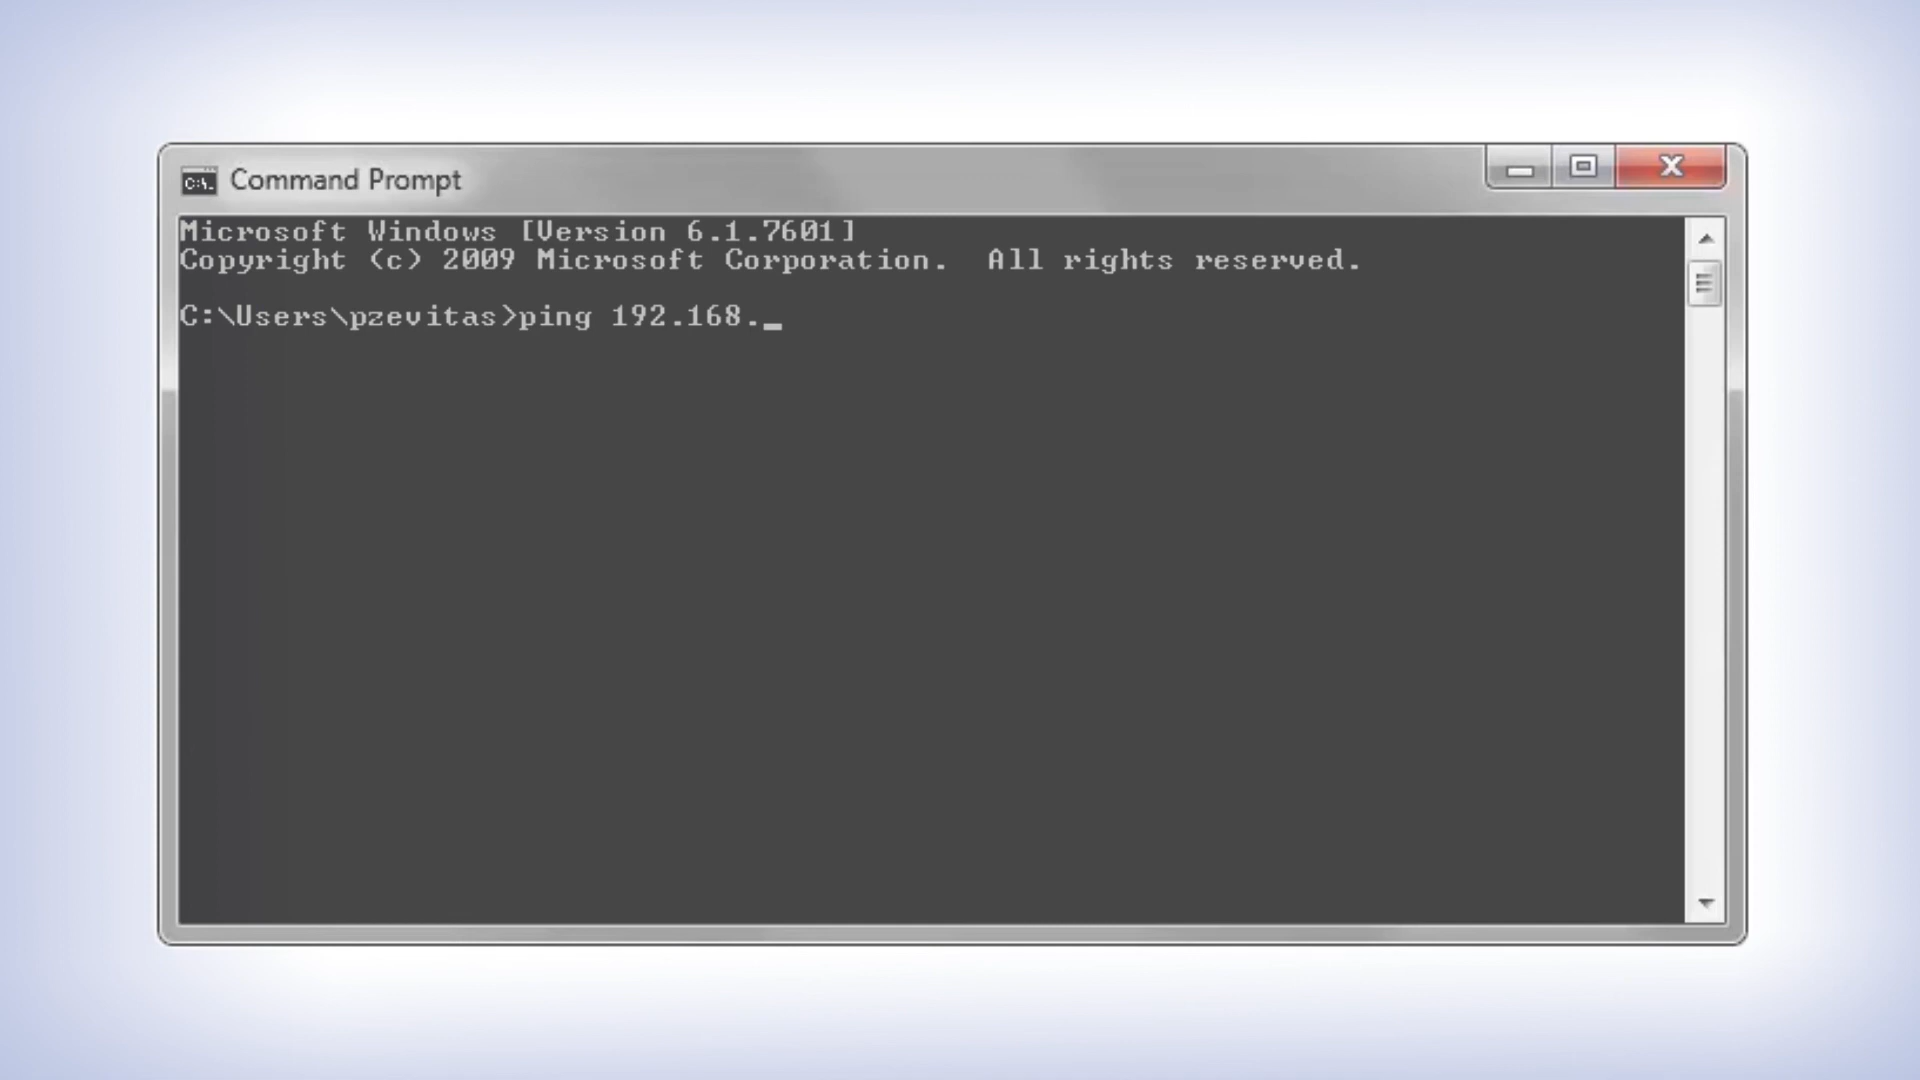 Command Prompt
Microsoft Windows [Version 6.1.7601]
Copyright (c) 2009 Microsoft Corporation.  All rights reserved.
C:\Users\pzevitas>ping 192.168._